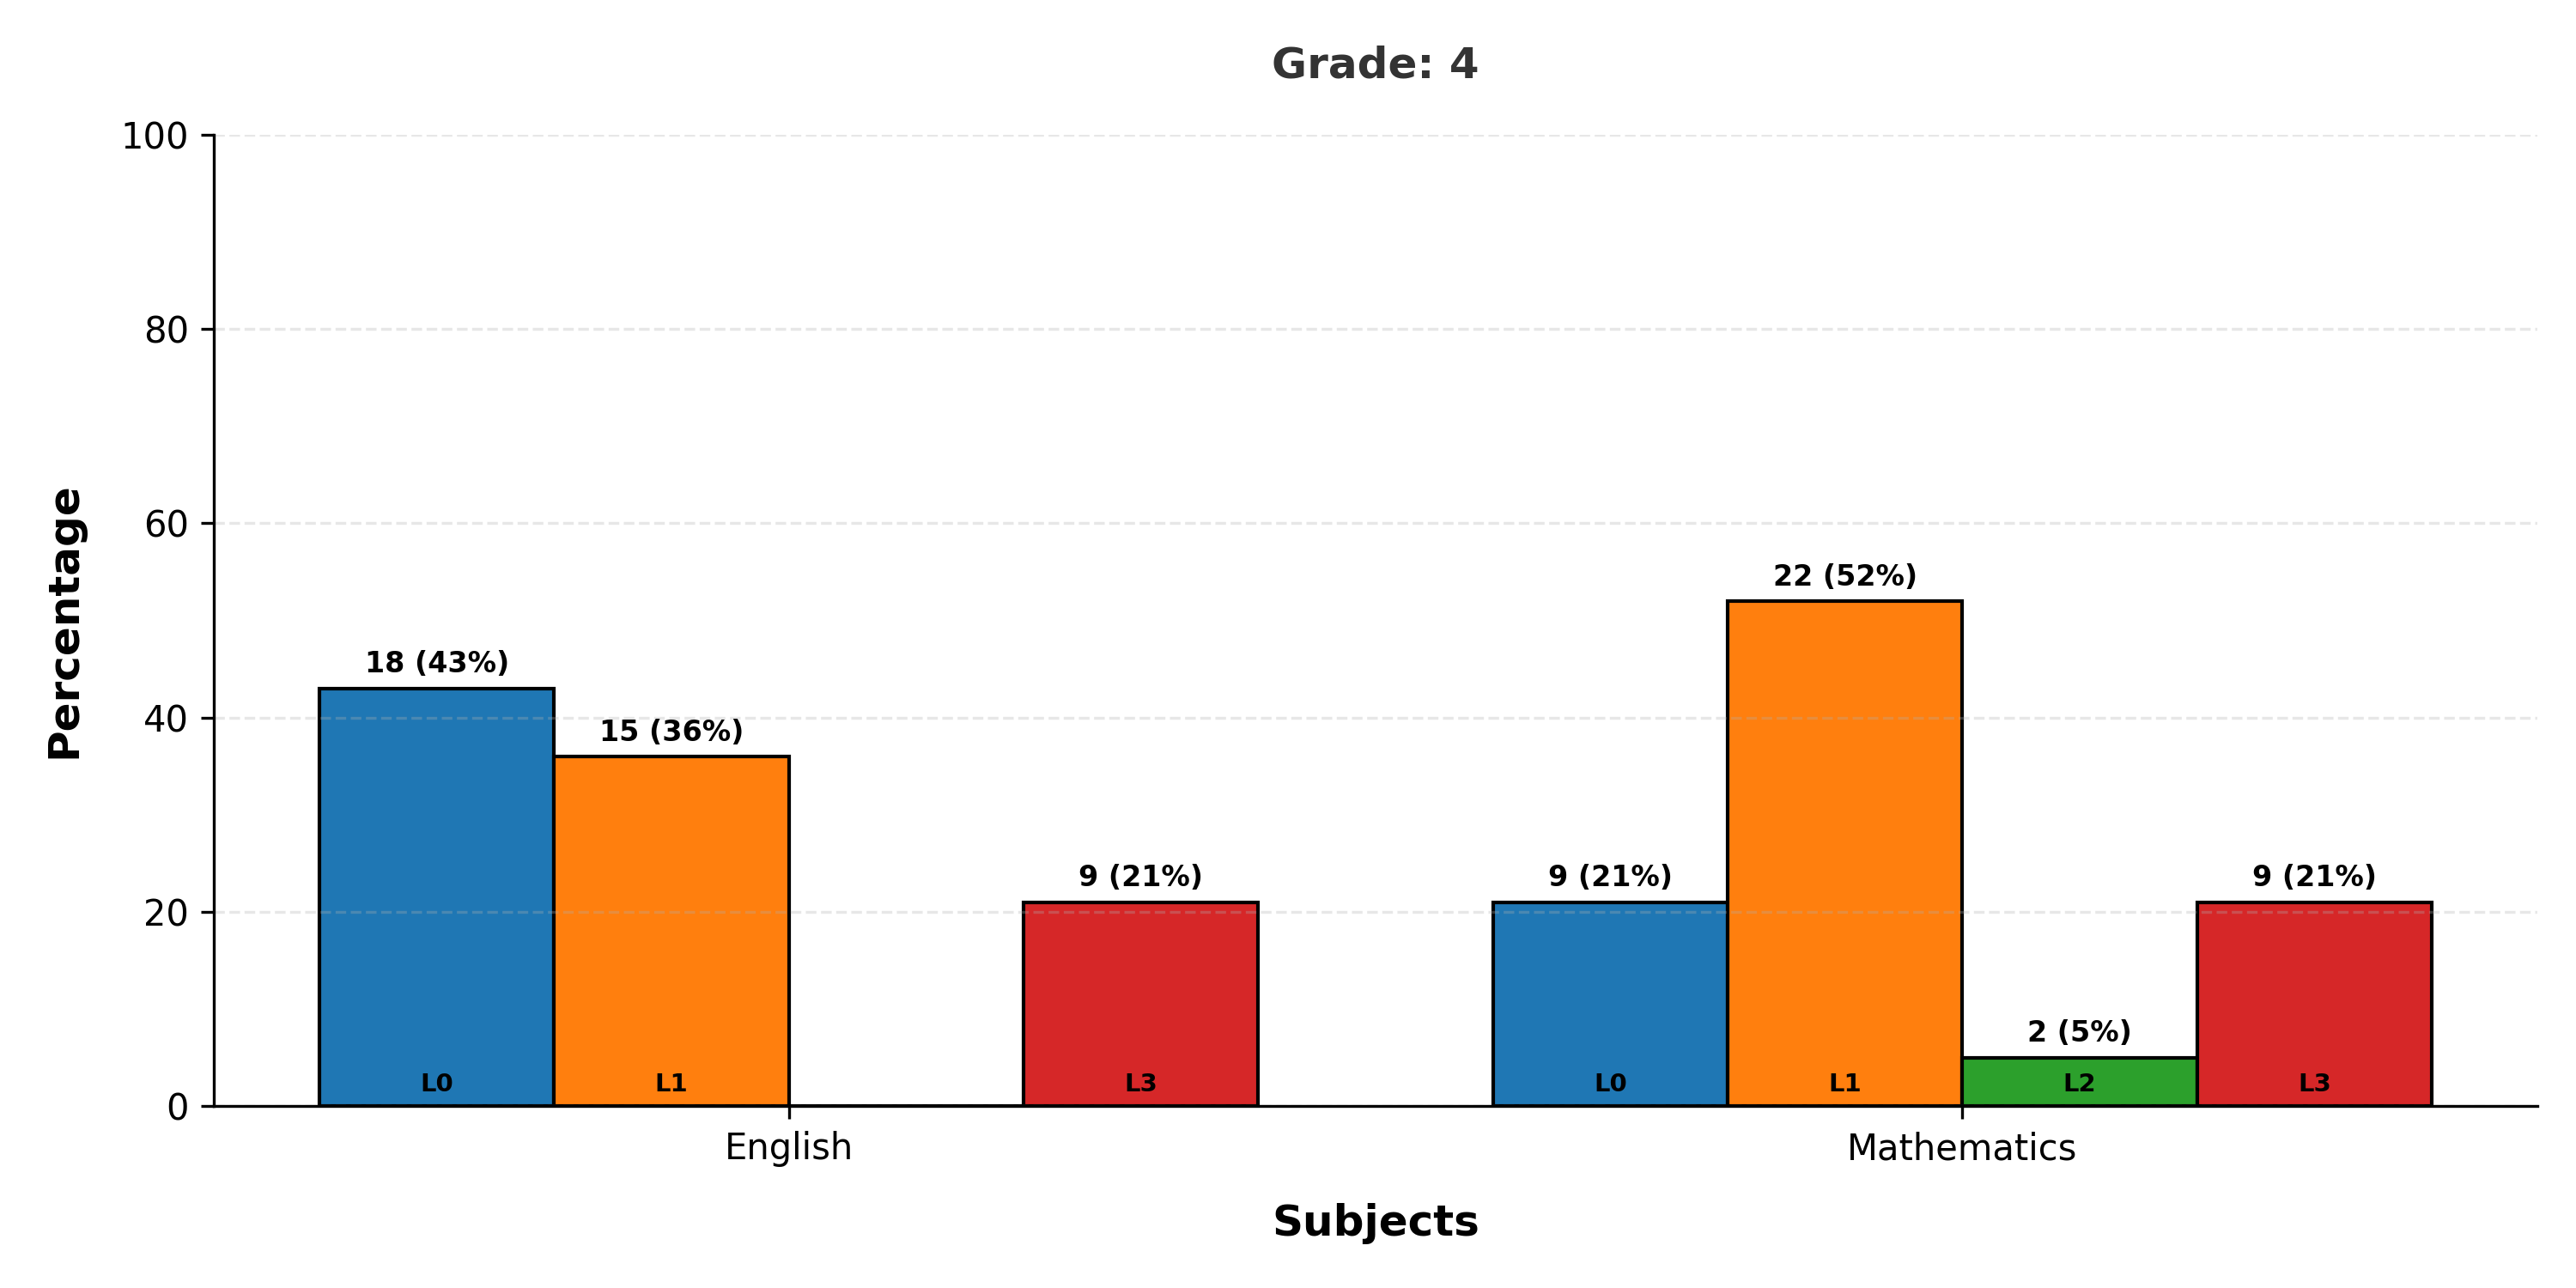 Grade: 4
Percentage
100
80
60
40
20
0
18 (43%)
15 (36%)
9 (21%)
9 (21%)
22 (52%)
2 (5%)
9 (21%)
L0
L1
L3
L0
L1
L2
L3
English
Mathematics
Subjects